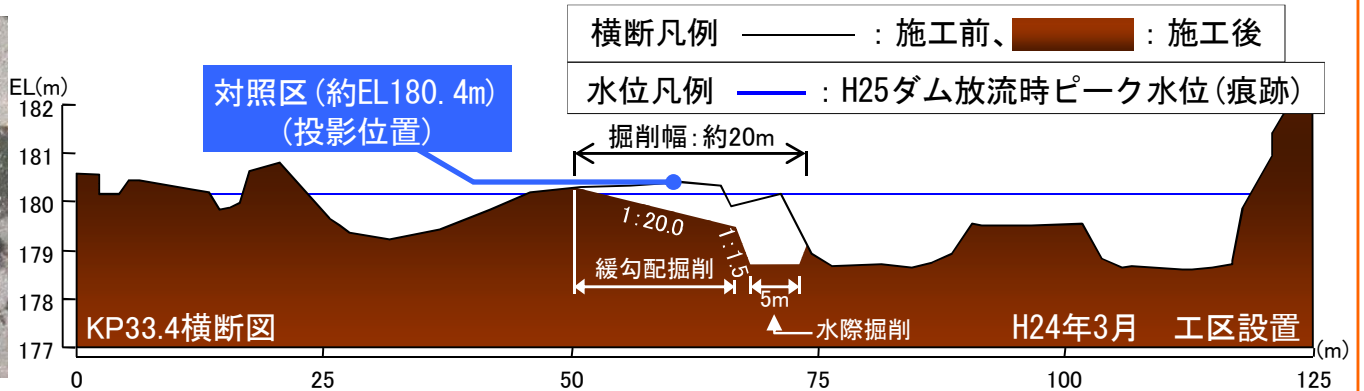 横断凡例 ：施工前、 ：施工後
水位凡例 ：H25ダム放流時ピーク水位(痕跡)
EL(m)
対照区(約EL180.4m)
(投影位置)
掘削幅：約20m
182
181
180
179
178
177
1:20.0
1:1.5
緩勾配掘削
5m
水際掘削
KP33.4横断図
H24年3月 工区設置
(m)
0 25 50 75 100 125